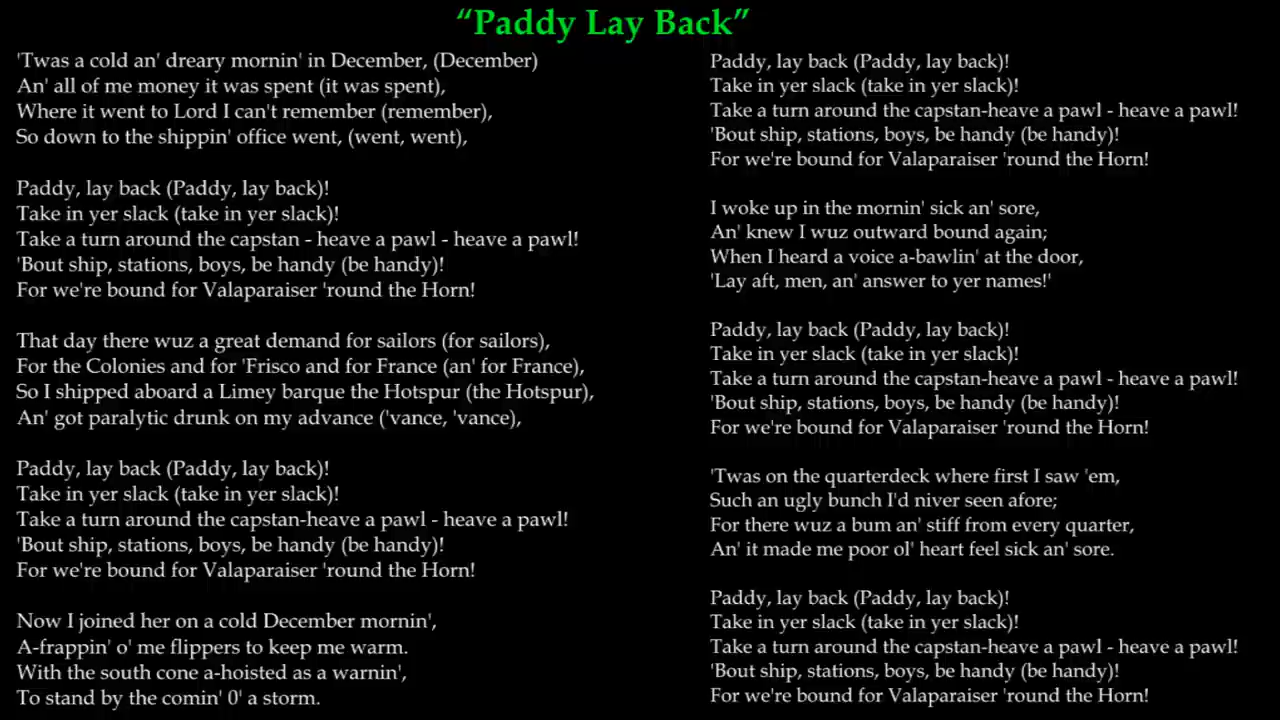 “Paddy Lay Back”
'Twas a cold an' dreary mornin' in December, (December)
An' all of me money it was spent (it was spent),
Where it went to Lord I can't remember (remember),
So down to the shippin' office went, (went, went),

Paddy, lay back (Paddy, lay back)!
Take in yer slack (take in yer slack)!
Take a turn around the capstan - heave a pawl - heave a pawl!
'Bout ship, stations, boys, be handy (be handy)!
For we're bound for Valaparaiser 'round the Horn!

That day there wuz a great demand for sailors (for sailors),
For the Colonies and for 'Frisco and for France (an' for France),
So I shipped aboard a Limey barque the Hotspur (the Hotspur),
An' got paralytic drunk on my advance ('vance, 'vance),

Paddy, lay back (Paddy, lay back)!
Take in yer slack (take in yer slack)!
Take a turn around the capstan-heave a pawl - heave a pawl!
'Bout ship, stations, boys, be handy (be handy)!
For we're bound for Valaparaiser 'round the Horn!

Now I joined her on a cold December mornin',
A-frappin' o' me flippers to keep me warm.
With the south cone a-hoisted as a warnin',
To stand by the comin' 0' a storm.

Paddy, lay back (Paddy, lay back)!
Take in yer slack (take in yer slack)!
Take a turn around the capstan-heave a pawl - heave a pawl!
'Bout ship, stations, boys, be handy (be handy)!
For we're bound for Valaparaiser 'round the Horn!

I woke up in the mornin' sick an' sore,
An' knew I wuz outward bound again;
When I heard a voice a-bawlin' at the door,
'Lay aft, men, an' answer to yer names!'

Paddy, lay back (Paddy, lay back)!
Take in yer slack (take in yer slack)!
Take a turn around the capstan-heave a pawl - heave a pawl!
'Bout ship, stations, boys, be handy (be handy)!
For we're bound for Valaparaiser 'round the Horn!

'Twas on the quarterdeck where first I saw 'em,
Such an ugly bunch I'd niver seen afore;
For there wuz a bum an' stiff from every quarter,
An' it made me poor ol' heart feel sick an' sore.

Paddy, lay back (Paddy, lay back)!
Take in yer slack (take in yer slack)!
Take a turn around the capstan-heave a pawl - heave a pawl!
'Bout ship, stations, boys, be handy (be handy)!
For we're bound for Valaparaiser 'round the Horn!